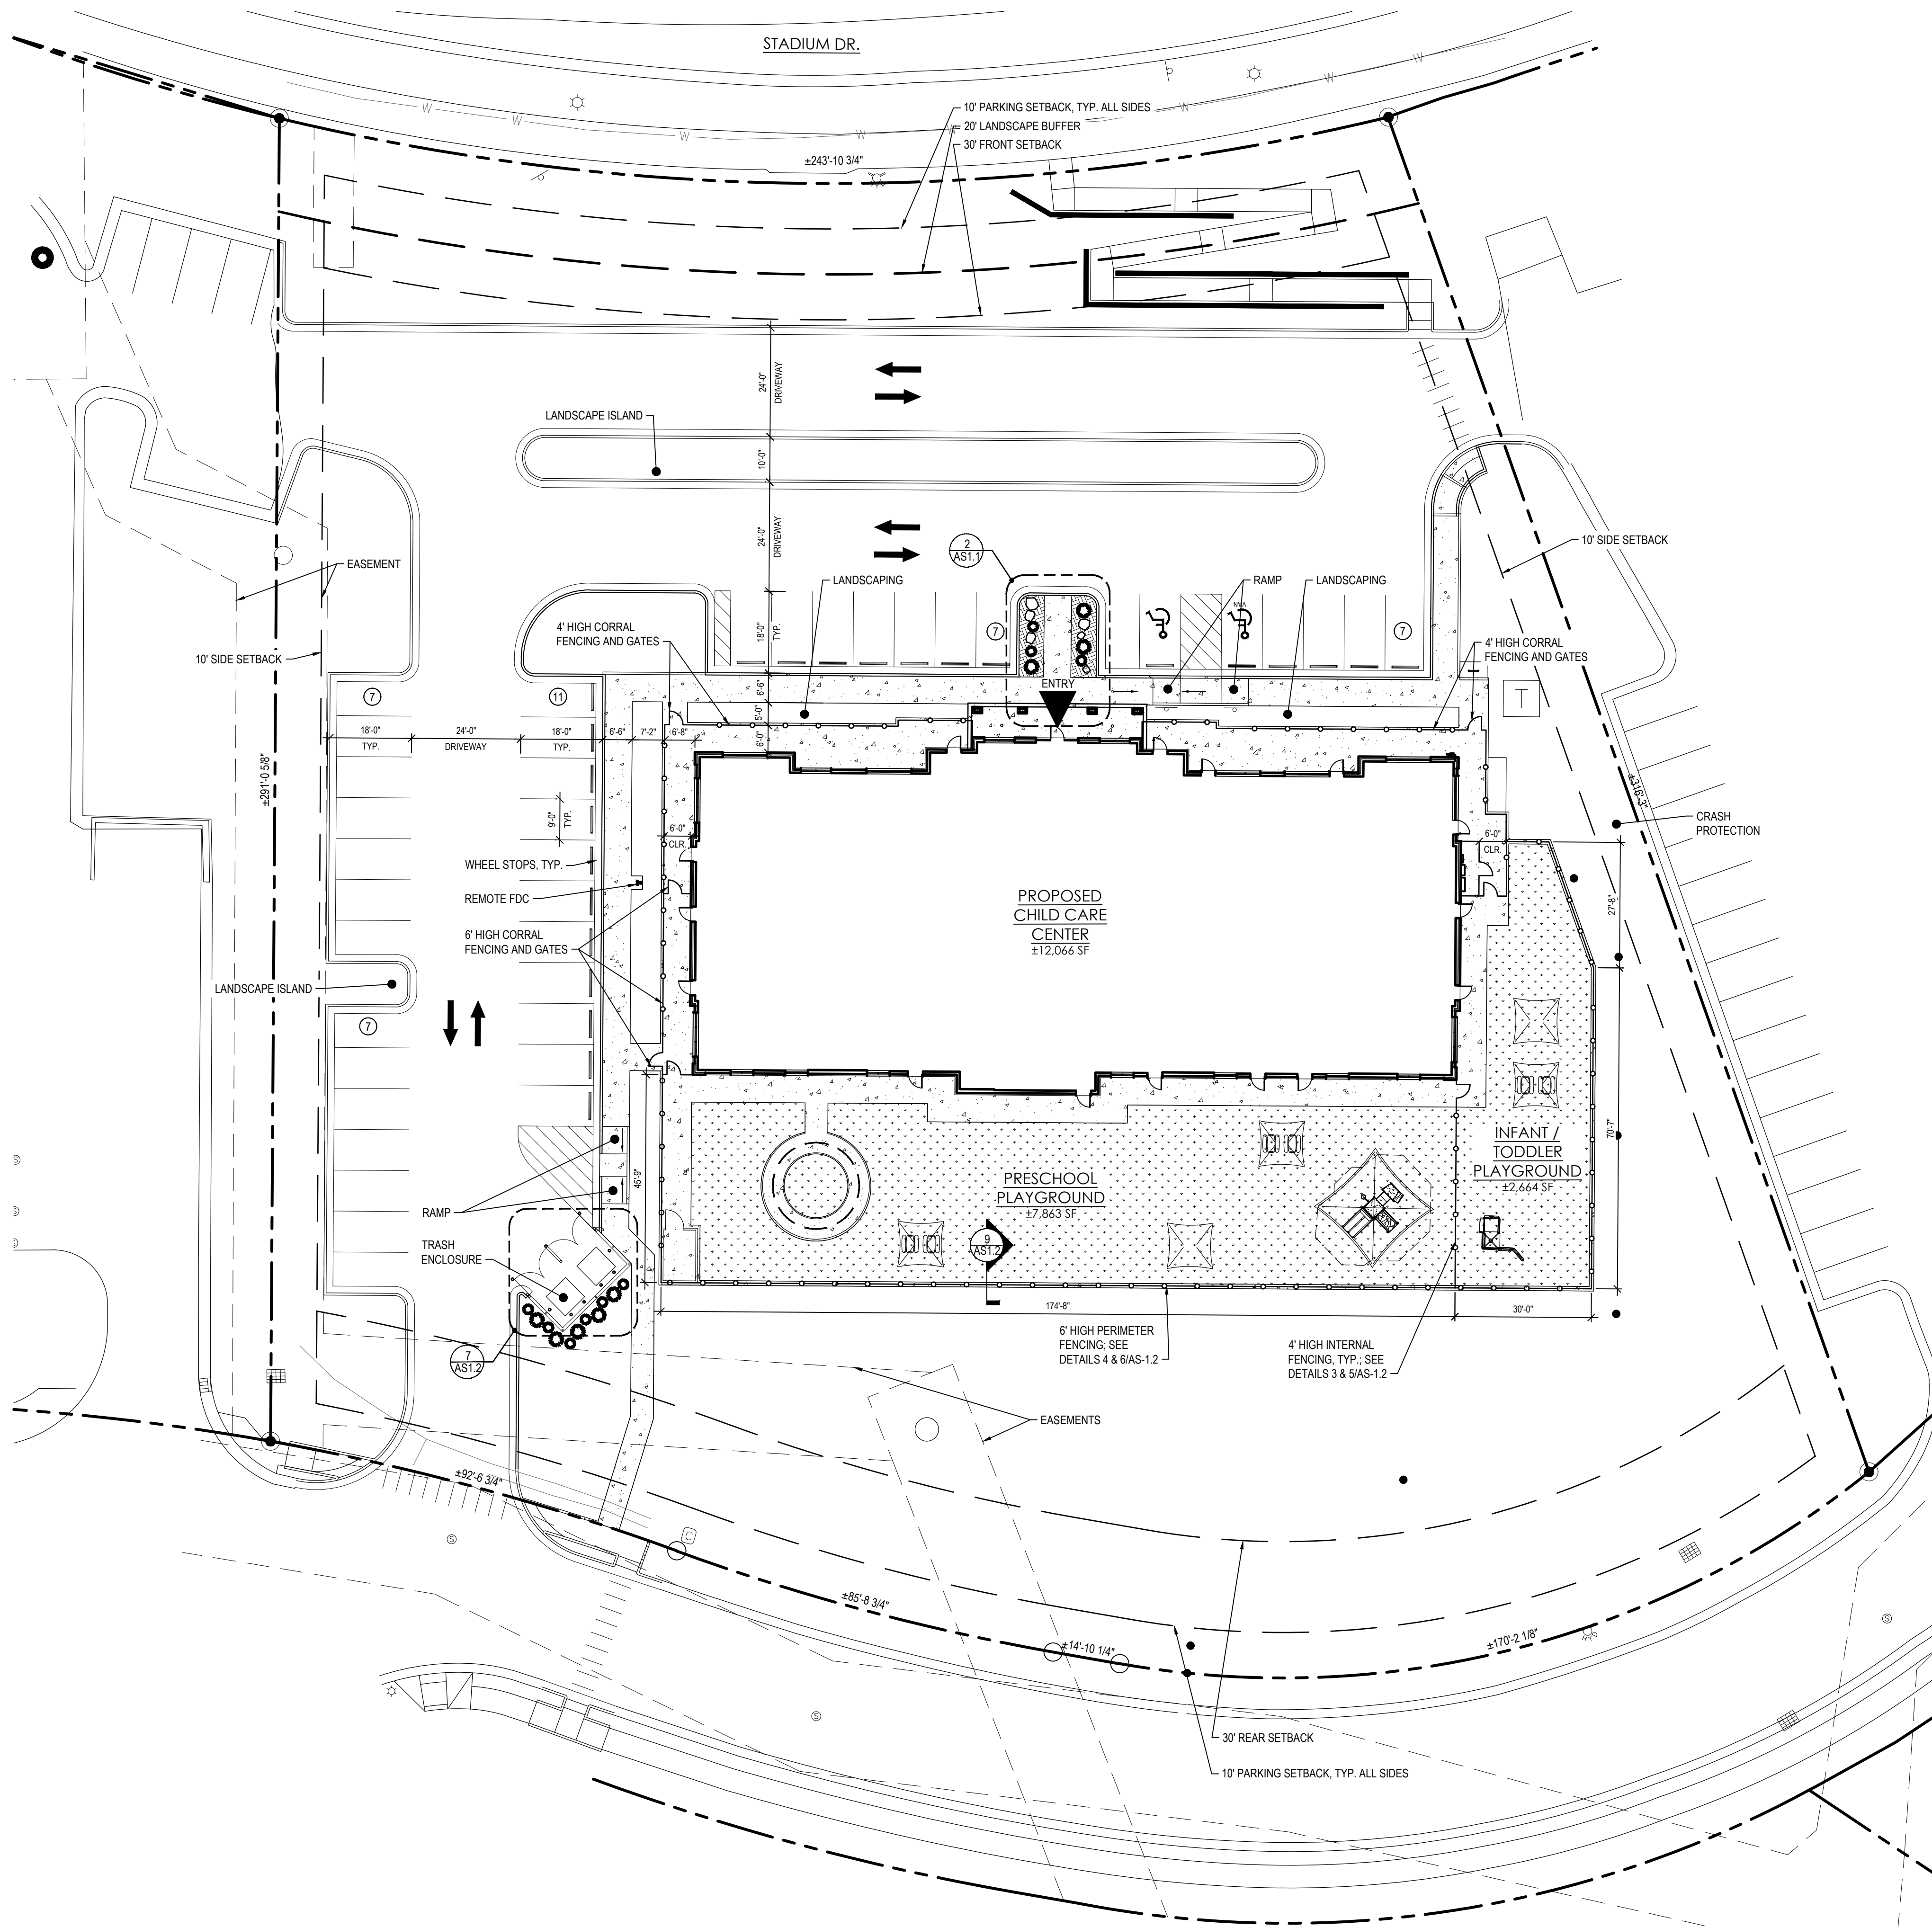 STADIUM DR.
10' PARKING SETBACK, TYP. ALL SIDES
20' LANDSCAPE BUFFER
30' FRONT SETBACK
±243'-10 3/4"
W
W
W
W
W
W
W
W
24'-0"
DRIVEWAY
LANDSCAPE ISLAND
10'-0"
24'-0"
DRIVEWAY
2
AS1.1
10' SIDE SETBACK
EASEMENT
LANDSCAPING
RAMP
LANDSCAPING
VAN
18'-0"
TYP.
4' HIGH CORRAL
FENCING AND GATES
7
7
4' HIGH CORRAL
FENCING AND GATES
10' SIDE SETBACK
ENTRY
7
11
6'-6"
5'-0"
6'-0"
T
18'-0"
TYP.
24'-0"
DRIVEWAY
18'-0"
TYP.
6'-6"
7'-2"
6'-8"
±291'-0 5/8"
±316'-3"
9'-0"
TYP.
6'-0"
CLR.
6'-0"
CLR.
CRASH
PROTECTION
WHEEL STOPS, TYP.
REMOTE FDC
PROPOSED
CHILD CARE
CENTER
±12,066 SF
27'-8"
6' HIGH CORRAL
FENCING AND GATES
LANDSCAPE ISLAND
7
70'-7"
INFANT /
TODDLER
PLAYGROUND
±2,664 SF
PRESCHOOL
PLAYGROUND
±7,863 SF
45'-9"
S
S
S
RAMP
TRASH
ENCLOSURE
9
AS1.2
174'-8"
30'-0"
6' HIGH PERIMETER
FENCING; SEE
DETAILS 4 & 6/AS-1.2
4' HIGH INTERNAL
FENCING, TYP.; SEE
DETAILS 3 & 5/AS-1.2
7
AS1.2
EASEMENTS
±92'-6 3/4"
S
C
±85'-8 3/4"
±14'-10 1/4"
±170'-2 1/8"
S
S
30' REAR SETBACK
10' PARKING SETBACK, TYP. ALL SIDES